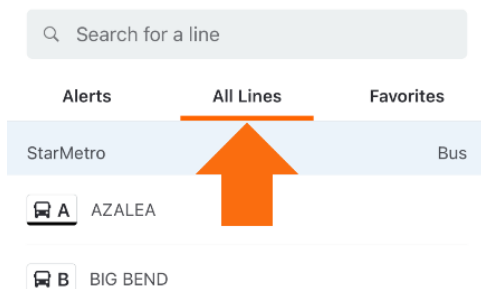 Search for a line
Alerts All Lines Favorites
StarMetro Bus
A AZALEA
B BIG BEND